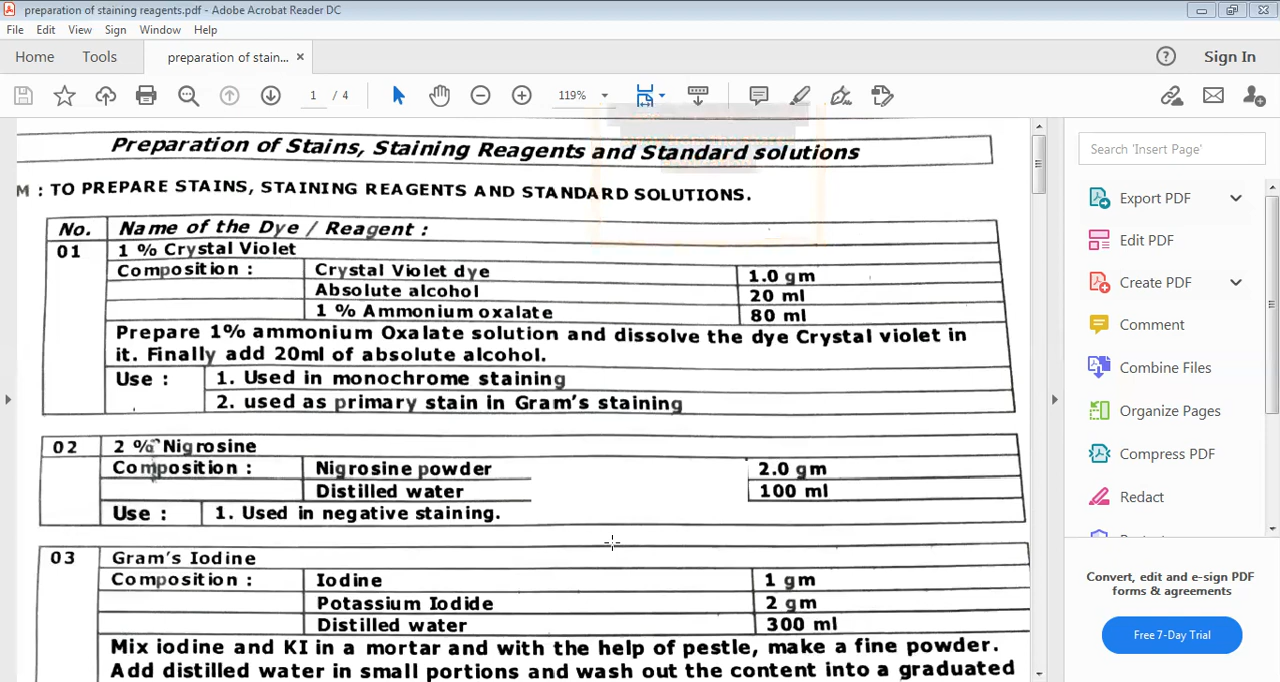 preparation of staining reagents.pdf - Adobe Acrobat Reader DC
File Edit View Sign Window Help
Home Tools preparation of stain... ×
? Sign In
1 / 4 119%
Preparation of Stains, Staining Reagents and Standard solutions
M : TO PREPARE STAINS, STAINING REAGENTS AND STANDARD SOLUTIONS.
No. Name of the Dye / Reagent :
01 1 % Crystal Violet
Composition : Crystal Violet dye 1.0 gm
Absolute alcohol 20 ml
1 % Ammonium oxalate 80 ml
Prepare 1% ammonium Oxalate solution and dissolve the dye Crystal violet in
it. Finally add 20ml of absolute alcohol.
Use : 1. Used in monochrome staining
2. used as primary stain in Gram's staining
02 2 % Nigrosine
Composition : Nigrosine powder 2.0 gm
Distilled water 100 ml
Use : 1. Used in negative staining.
03 Gram's Iodine
Composition : Iodine 1 gm
Potassium Iodide 2 gm
Distilled water 300 ml
Mix iodine and KI in a mortar and with the help of pestle, make a fine powder.
Add distilled water in small portions and wash out the content into a graduated
Search 'Insert Page'
Export PDF
Edit PDF
Create PDF
Comment
Combine Files
Organize Pages
Compress PDF
Redact
Convert, edit and e-sign PDF
forms & agreements
Free 7-Day Trial